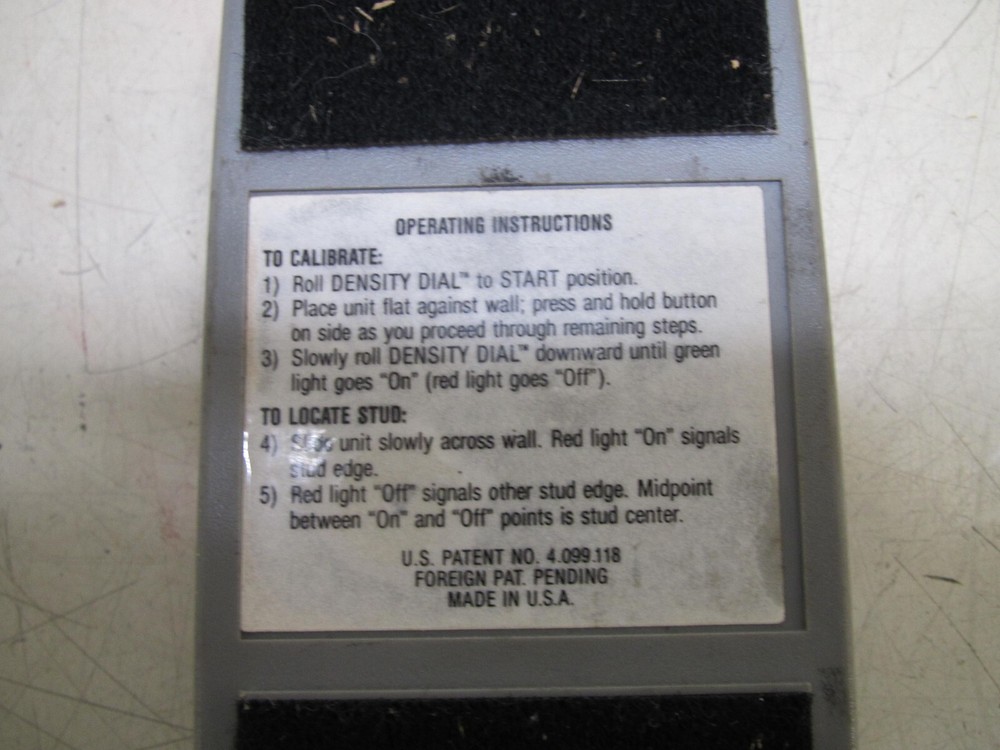 OPERATING INSTRUCTIONS
TO CALIBRATE:
1) Roll DENSITY DIAL™ to START position.
2) Place unit flat against wall; press and hold button
on side as you proceed through remaining steps.
3) Slowly roll DENSITY DIAL™ downward until green
light goes "On" (red light goes "Off").
TO LOCATE STUD:
4) Slide unit slowly across wall. Red light "On" signals
stud edge.
5) Red light "Off" signals other stud edge. Midpoint
between "On" and "Off" points is stud center.
U.S. PATENT NO. 4.099.118
FOREIGN PAT. PENDING
MADE IN U.S.A.